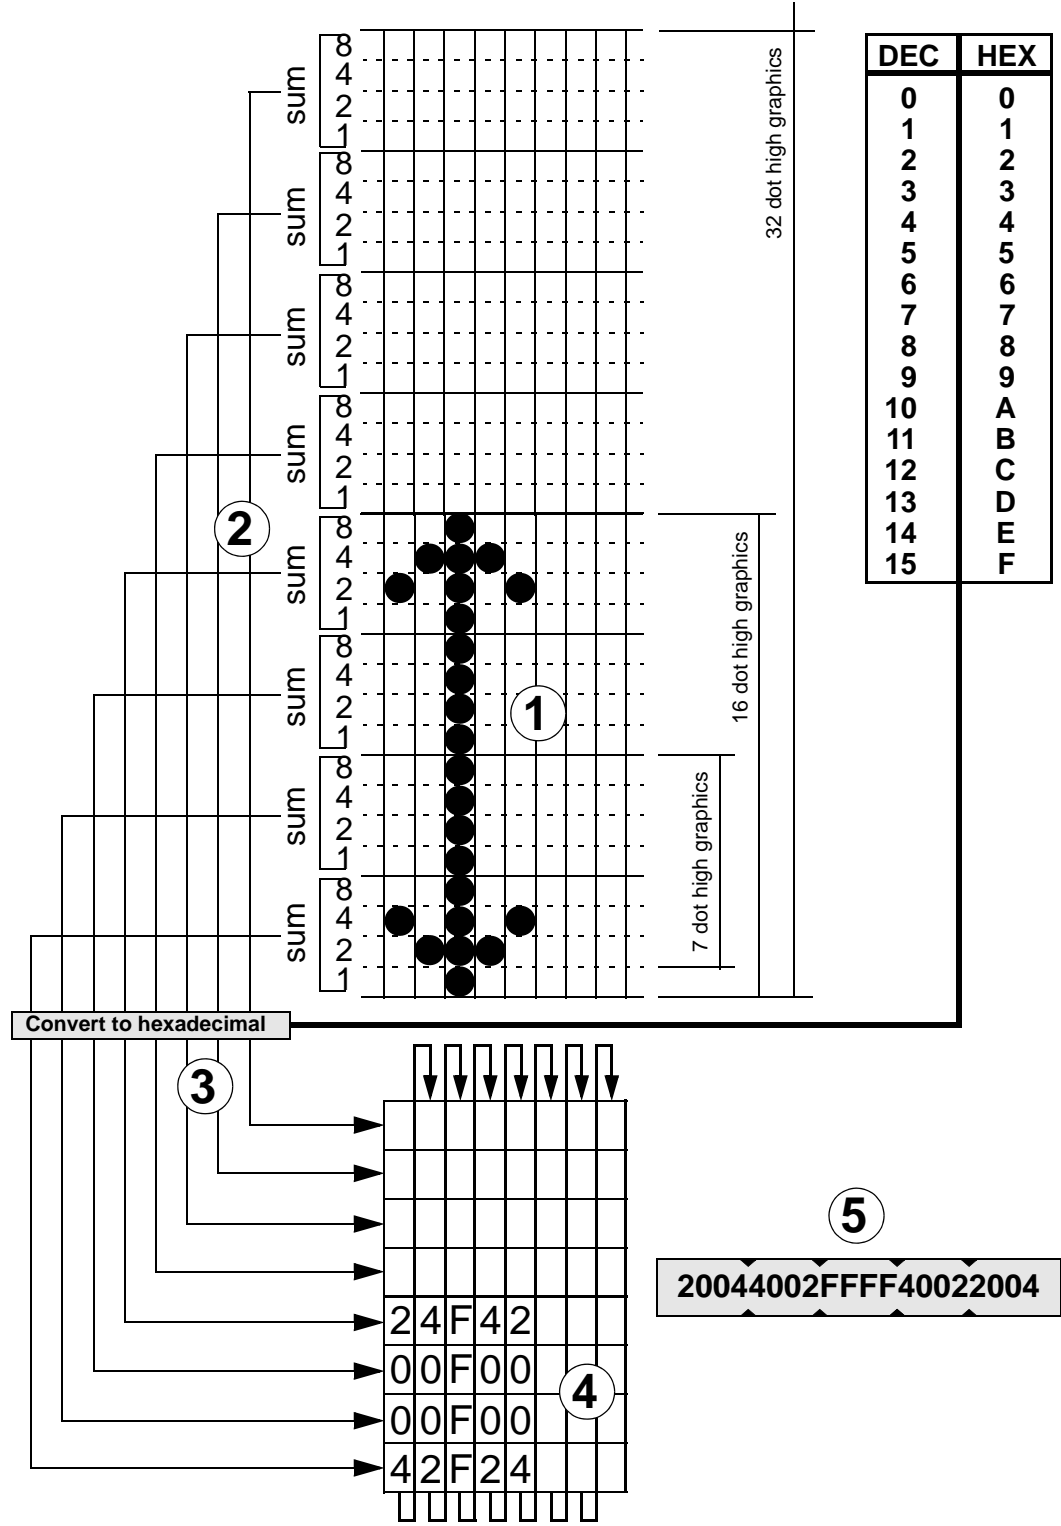 DEC HEX
0 0
1 1
2 2
3 3
4 4
5 5
6 6
7 7
8 8
9 9
10 A
11 B
12 C
13 D
14 E
15 F
sum
8
4
2
1
sum
8
4
2
1
sum
8
4
2
1
sum
8
4
2
1
sum
8
4
2
1
sum
8
4
2
1
sum
8
4
2
1
sum
8
4
2
1
32 dot high graphics
16 dot high graphics
7 dot high graphics
2
1
Convert to hexadecimal
3
2 4 F 4 2
0 0 F 0 0
0 0 F 0 0
4 2 F 2 4
4
5
20044002FFFF40022004